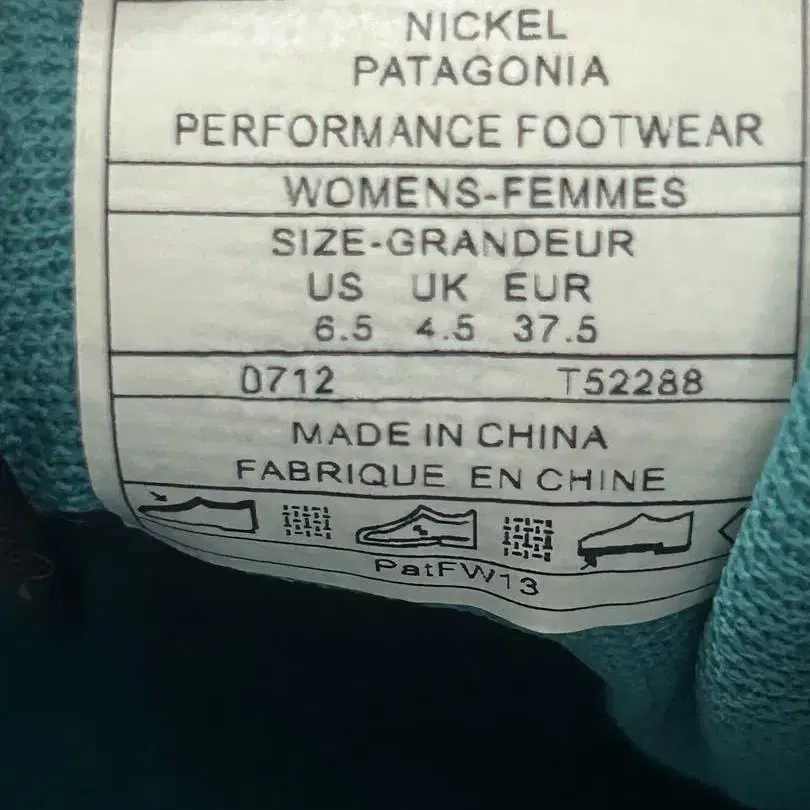 NICKEL
PATAGONIA
PERFORMANCE FOOTWEAR
WOMENS-FEMMES
SIZE-GRANDEUR
US UK EUR
6.5 4.5 37.5
0712 T52288
MADE IN CHINA
FABRIQUE EN CHINE
PatFW13